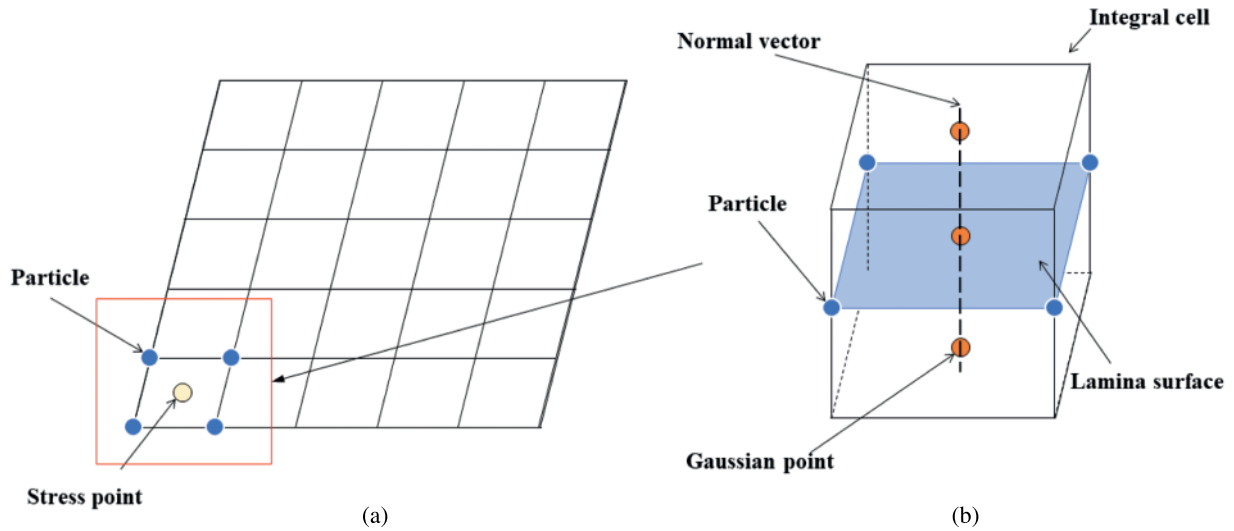 Particle
Stress point
(a)
Integral cell
Normal vector
Particle
Lamina surface
Gaussian point
(b)